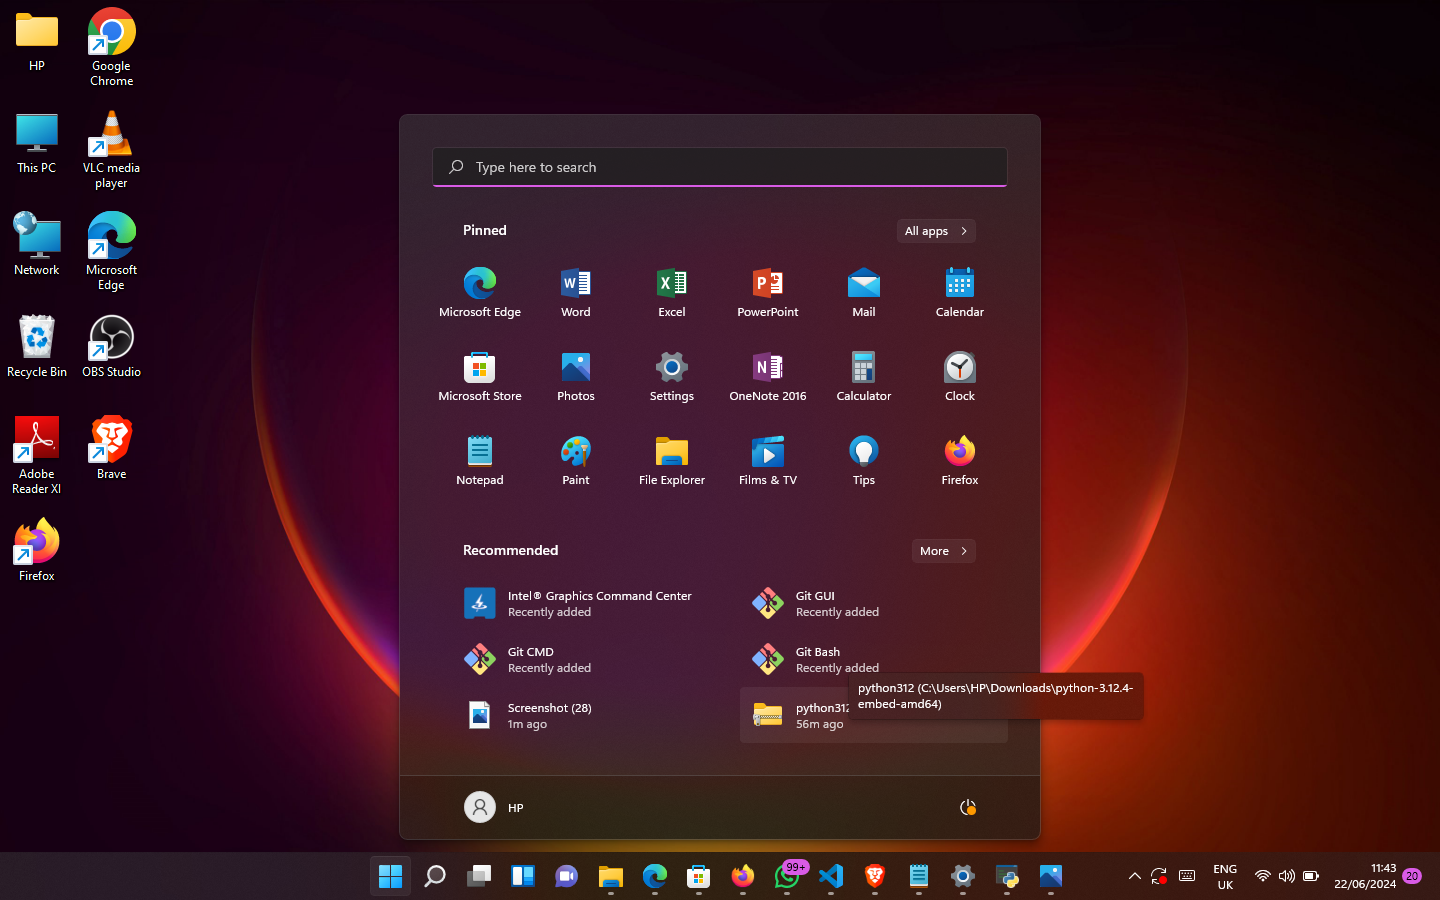 HP
Google
Chrome
This PC
VLC media
player
Network
Microsoft
Edge
Recycle Bin
OBS Studio
Adobe
Reader XI
Brave
Firefox
Type here to search
Pinned
All apps
Microsoft Edge
Word
Excel
PowerPoint
Mail
Calendar
Microsoft Store
Photos
Settings
OneNote 2016
Calculator
Clock
Notepad
Paint
File Explorer
Films & TV
Tips
Firefox
Recommended
More
Intel® Graphics Command Center
Recently added
Git GUI
Recently added
Git CMD
Recently added
Git Bash
Recently added
Screenshot (28)
1m ago
python312
56m ago
python312 (C:\Users\HP\Downloads\python-3.12.4-
embed-amd64)
HP
99+
ENG
UK
11:43
22/06/2024
20